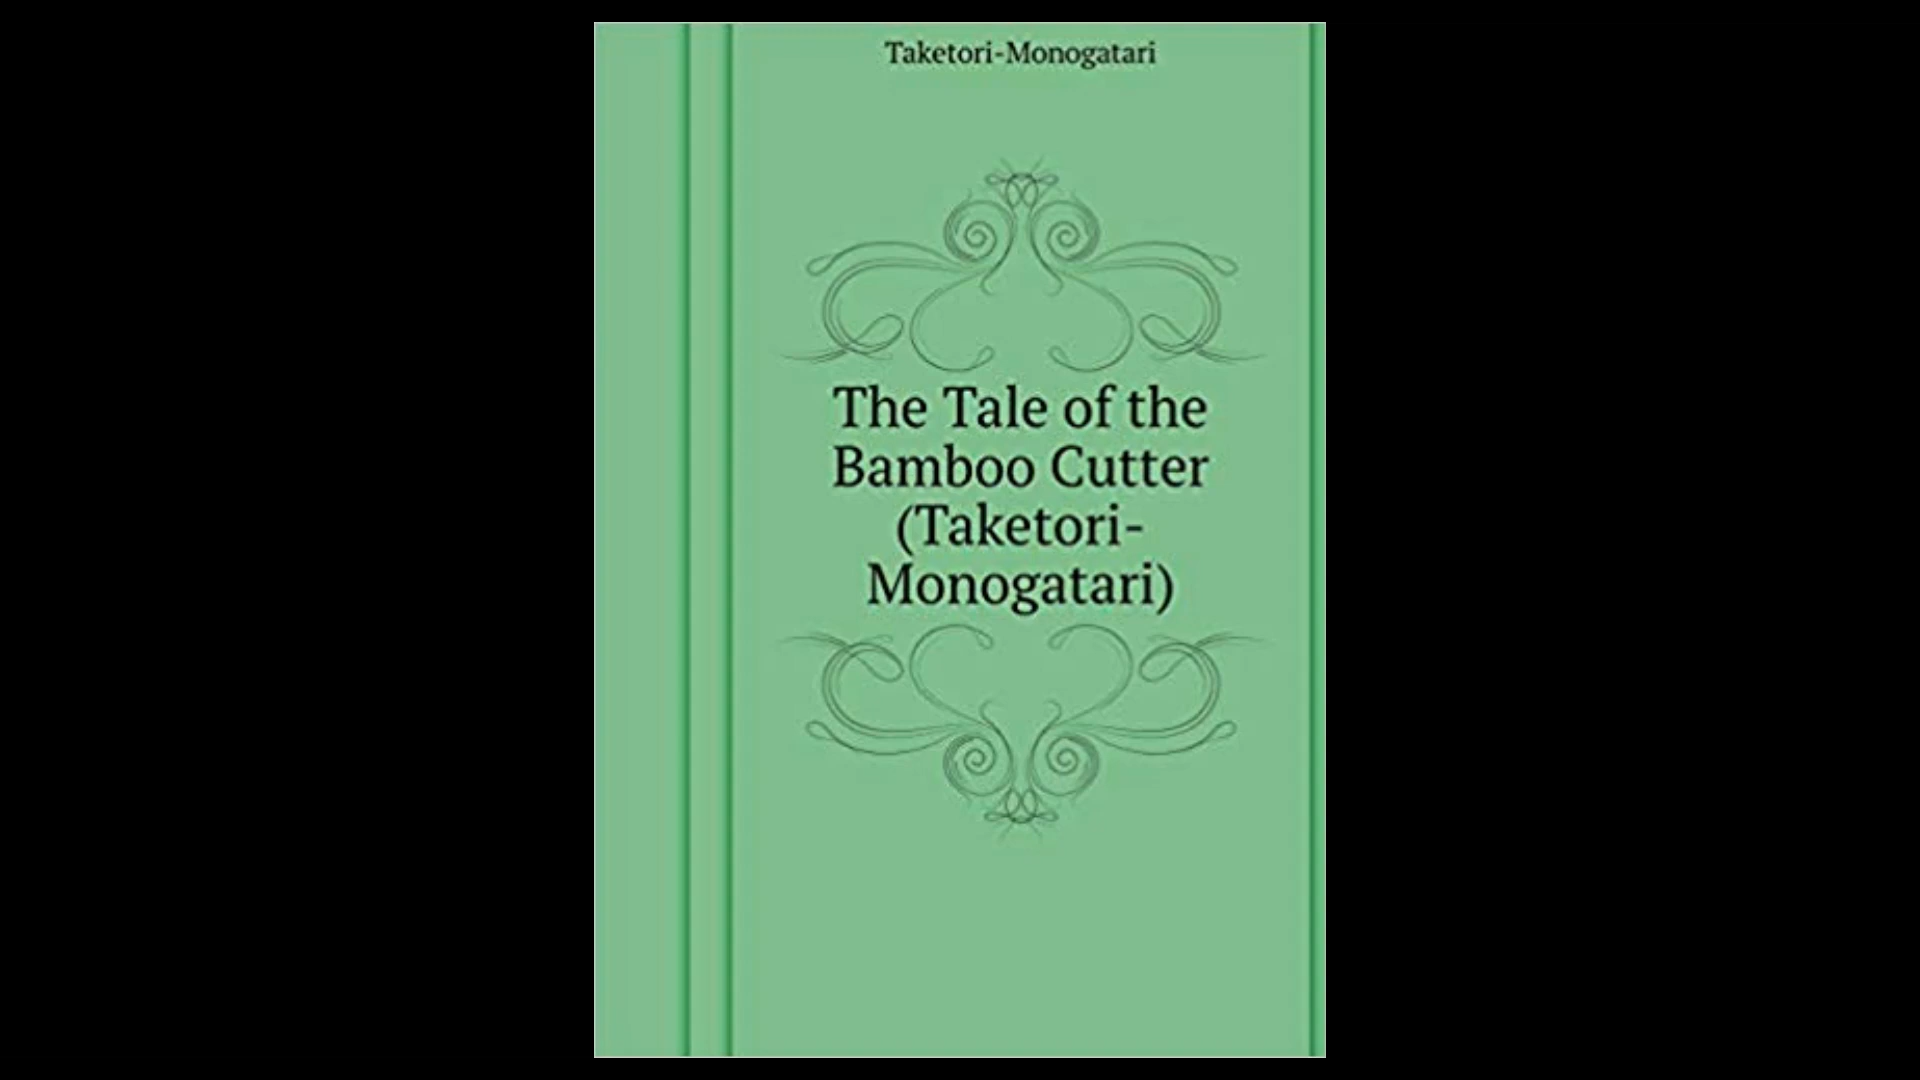 Taketori-Monogatari
The Tale of the
Bamboo Cutter
(Taketori-
Monogatari)